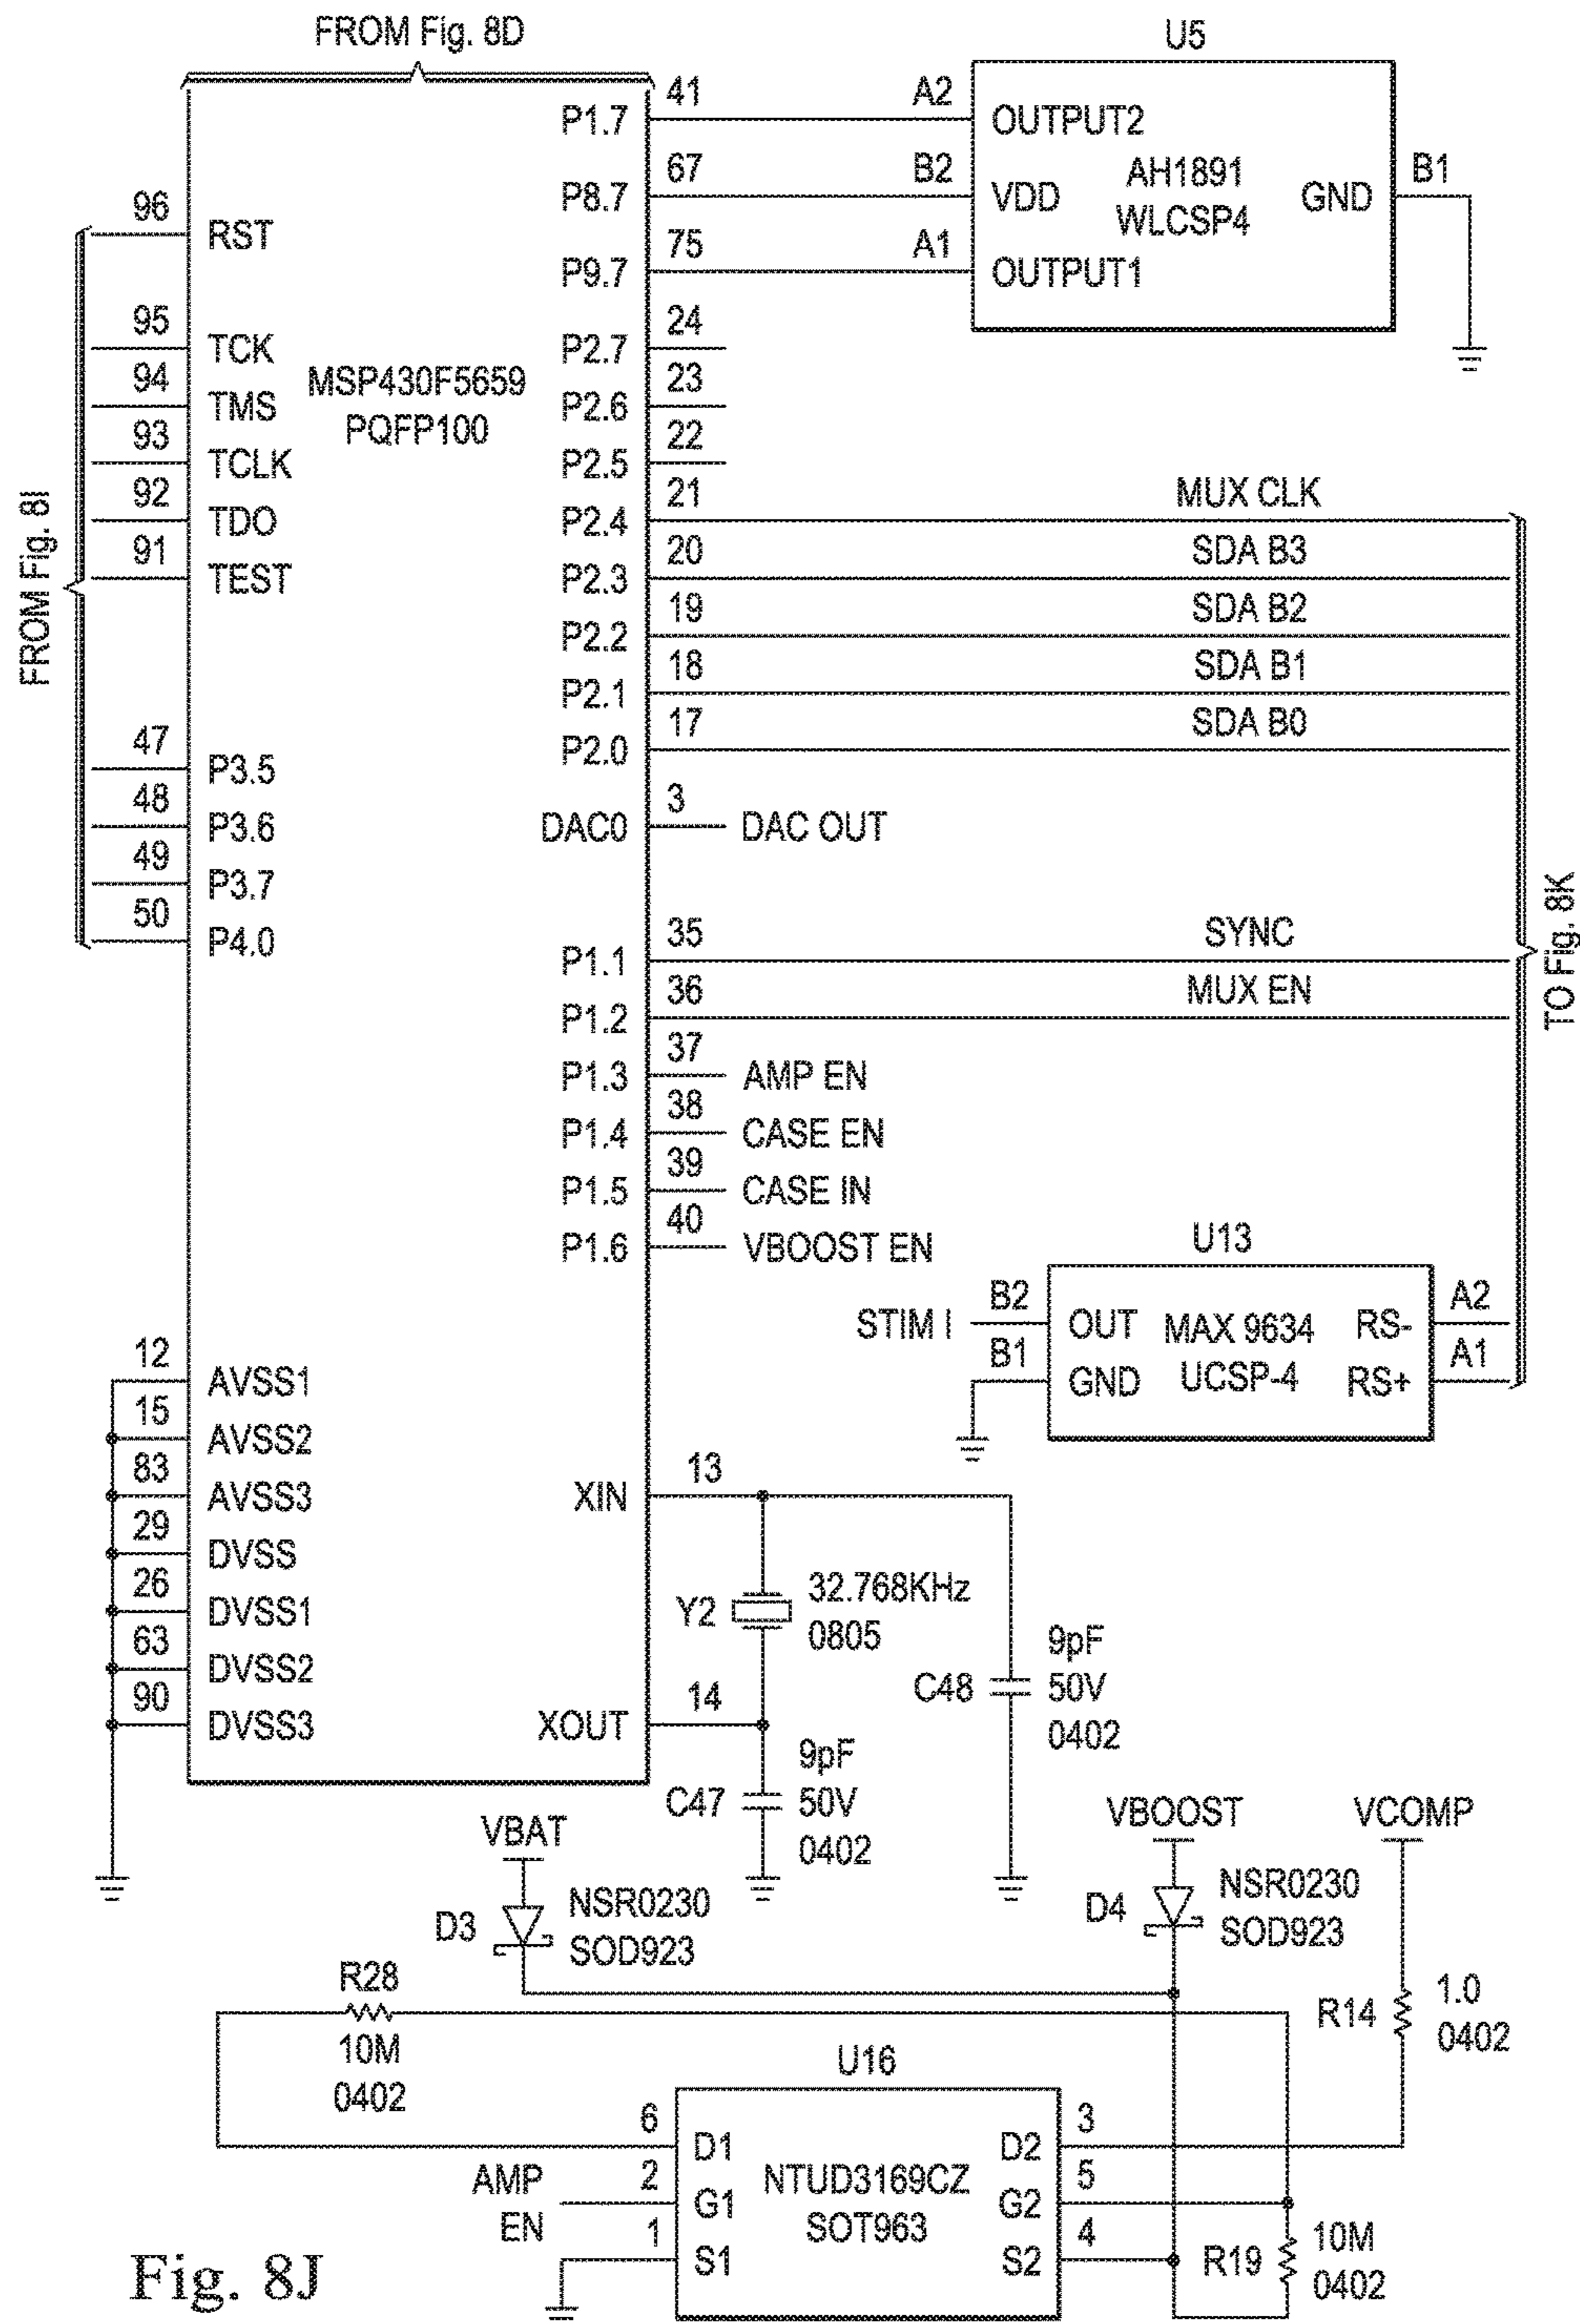 FROM Fig. 8D
U5
41
A2
P1.7
OUTPUT2
67
B2
AH1891
B1
P8.7
VDD
WLCSP4
GND
96
RST
75
A1
P9.7
OUTPUT1
95
TCK
24
P2.7
MSP430F5659
PQFP100
94
TMS
23
P2.6
93
TCLK
22
P2.5
92
TDO
21
MUX CLK
P2.4
91
TEST
20
SDA B3
P2.3
FROM Fig. 8I
19
SDA B2
P2.2
18
SDA B1
P2.1
17
SDA B0
P2.0
47
P3.5
48
P3.6
3
DAC0
DAC OUT
49
P3.7
50
P4.0
35
SYNC
P1.1
TO Fig. 8K
36
MUX EN
P1.2
37
P1.3
AMP EN
38
P1.4
CASE EN
39
P1.5
CASE IN
40
P1.6
VBOOST EN
U13
STIM I
B2
OUT
MAX 9634
RS-
A2
B1
GND
UCSP-4
RS+
A1
12
AVSS1
15
AVSS2
83
AVSS3
13
XIN
29
DVSS
26
DVSS1
Y2
32.768KHz
0805
63
DVSS2
C48
9pF
50V
0402
90
DVSS3
14
XOUT
C47
9pF
50V
0402
VBAT
VBOOST
VCOMP
D3
NSR0230
SOD923
D4
NSR0230
SOD923
R28
10M
0402
R14
1.0
0402
U16
6
D1
D2
3
AMP
EN
2
G1
NTUD3169CZ
SOT963
G2
5
1
S1
S2
4
R19
10M
0402
Fig. 8J